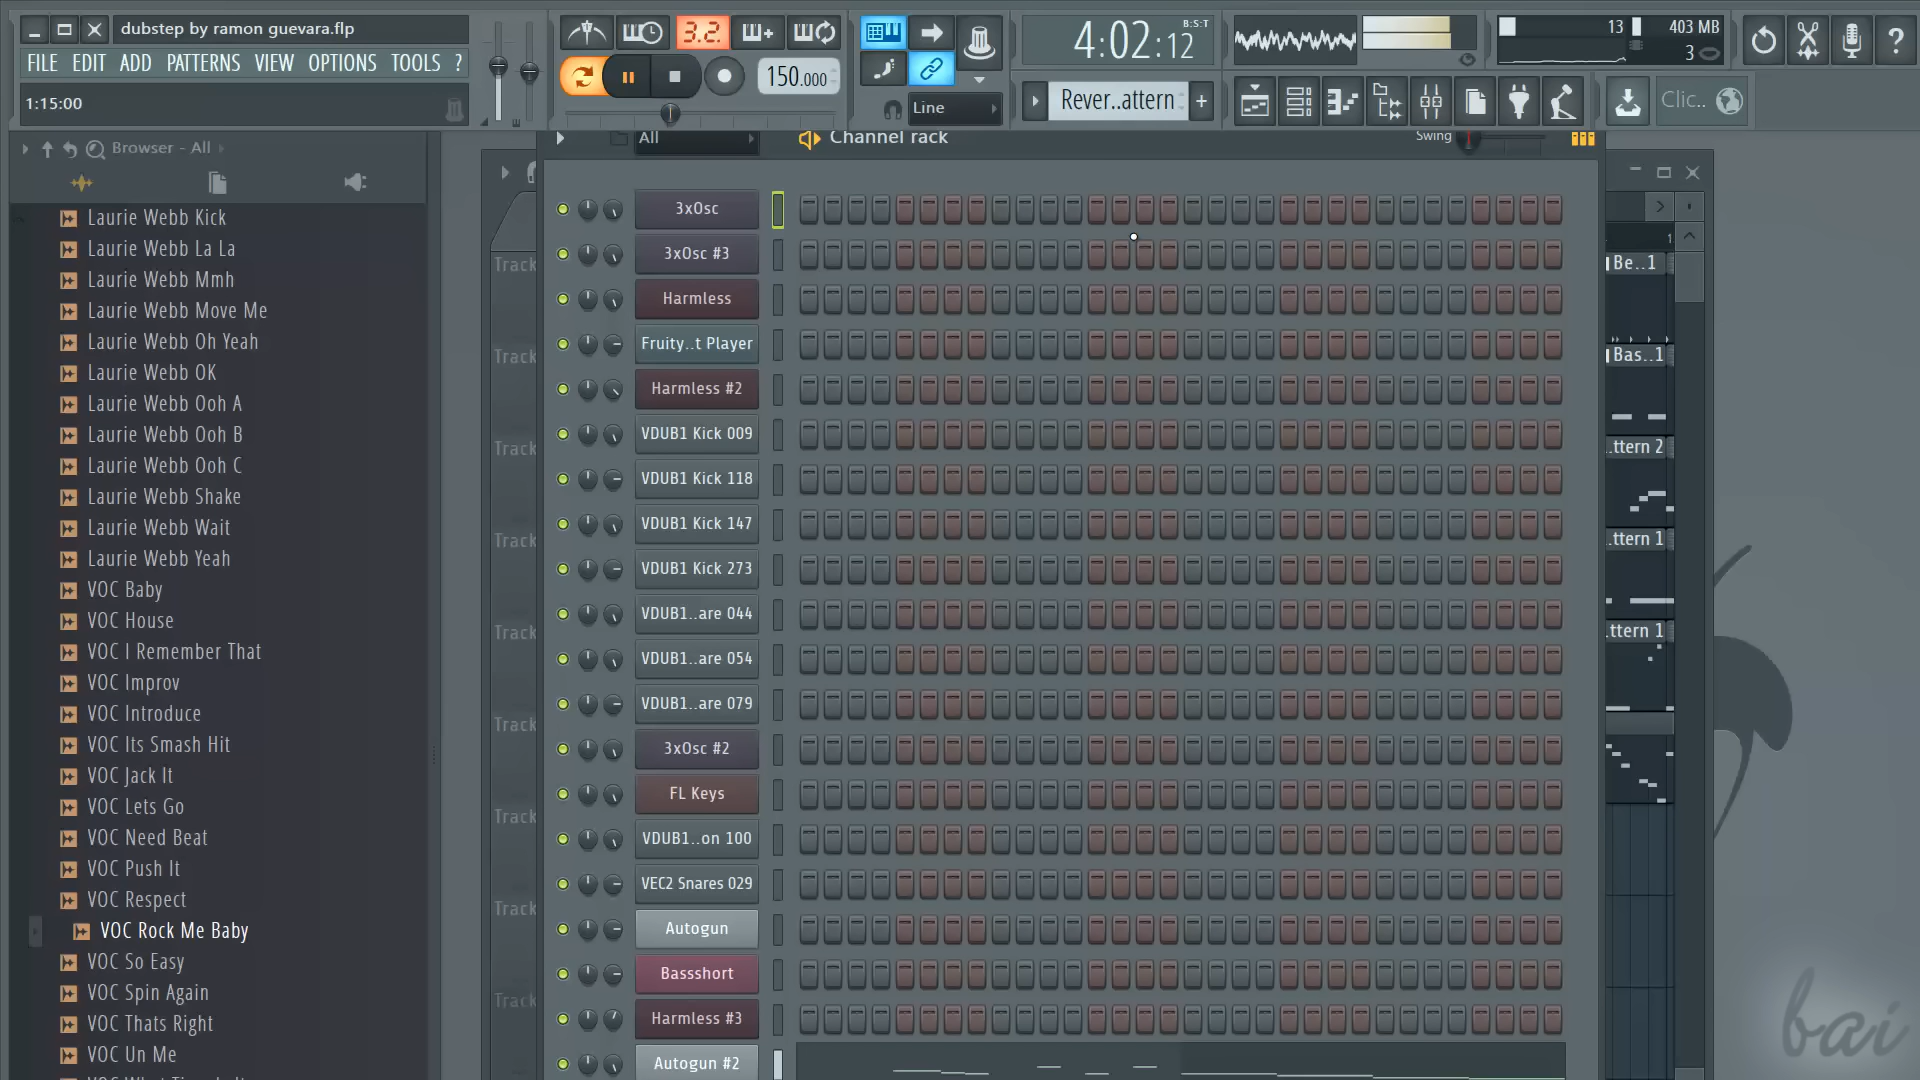 dubstep by ramon guevara.flp
FILE EDIT ADD PATTERNS VIEW OPTIONS TOOLS ?
1:15:00
3.2.
150.000
Line
4:02:12
B:S:T
Rever..attern
+
13
403 MB
3
?
Clic..
Browser - All
Laurie Webb Kick
Laurie Webb La La
Laurie Webb Mmh
Laurie Webb Move Me
Laurie Webb Oh Yeah
Laurie Webb OK
Laurie Webb Ooh A
Laurie Webb Ooh B
Laurie Webb Ooh C
Laurie Webb Shake
Laurie Webb Wait
Laurie Webb Yeah
VOC Baby
VOC House
VOC I Remember That
VOC Improv
VOC Introduce
VOC Its Smash Hit
VOC Jack It
VOC Lets Go
VOC Need Beat
VOC Push It
VOC Respect
VOC Rock Me Baby
VOC So Easy
VOC Spin Again
VOC Thats Right
VOC Un Me
Track
Track
Track
Track
Track
Track
Track
Track
Track
All
Channel rack
Swing
3xOsc
3xOsc #3
Harmless
Fruity..t Player
Harmless #2
VDUB1 Kick 009
VDUB1 Kick 118
VDUB1 Kick 147
VDUB1 Kick 273
VDUB1..are 044
VDUB1..are 054
VDUB1..are 079
3xOsc #2
FL Keys
VDUB1..on 100
VEC2 Snares 029
Autogun
Bassshort
Harmless #3
Autogun #2
Be..1
Bas..1
..ttern 2
..ttern 1
..ttern 1
bai